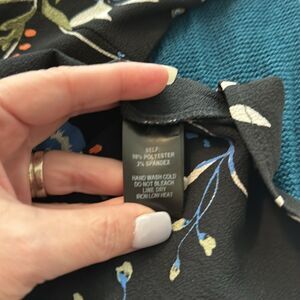 SELF:
98% POLYESTER
2% SPANDEX
HAND WASH COLD
DO NOT BLEACH
LINE DRY
IRON LOW HEAT